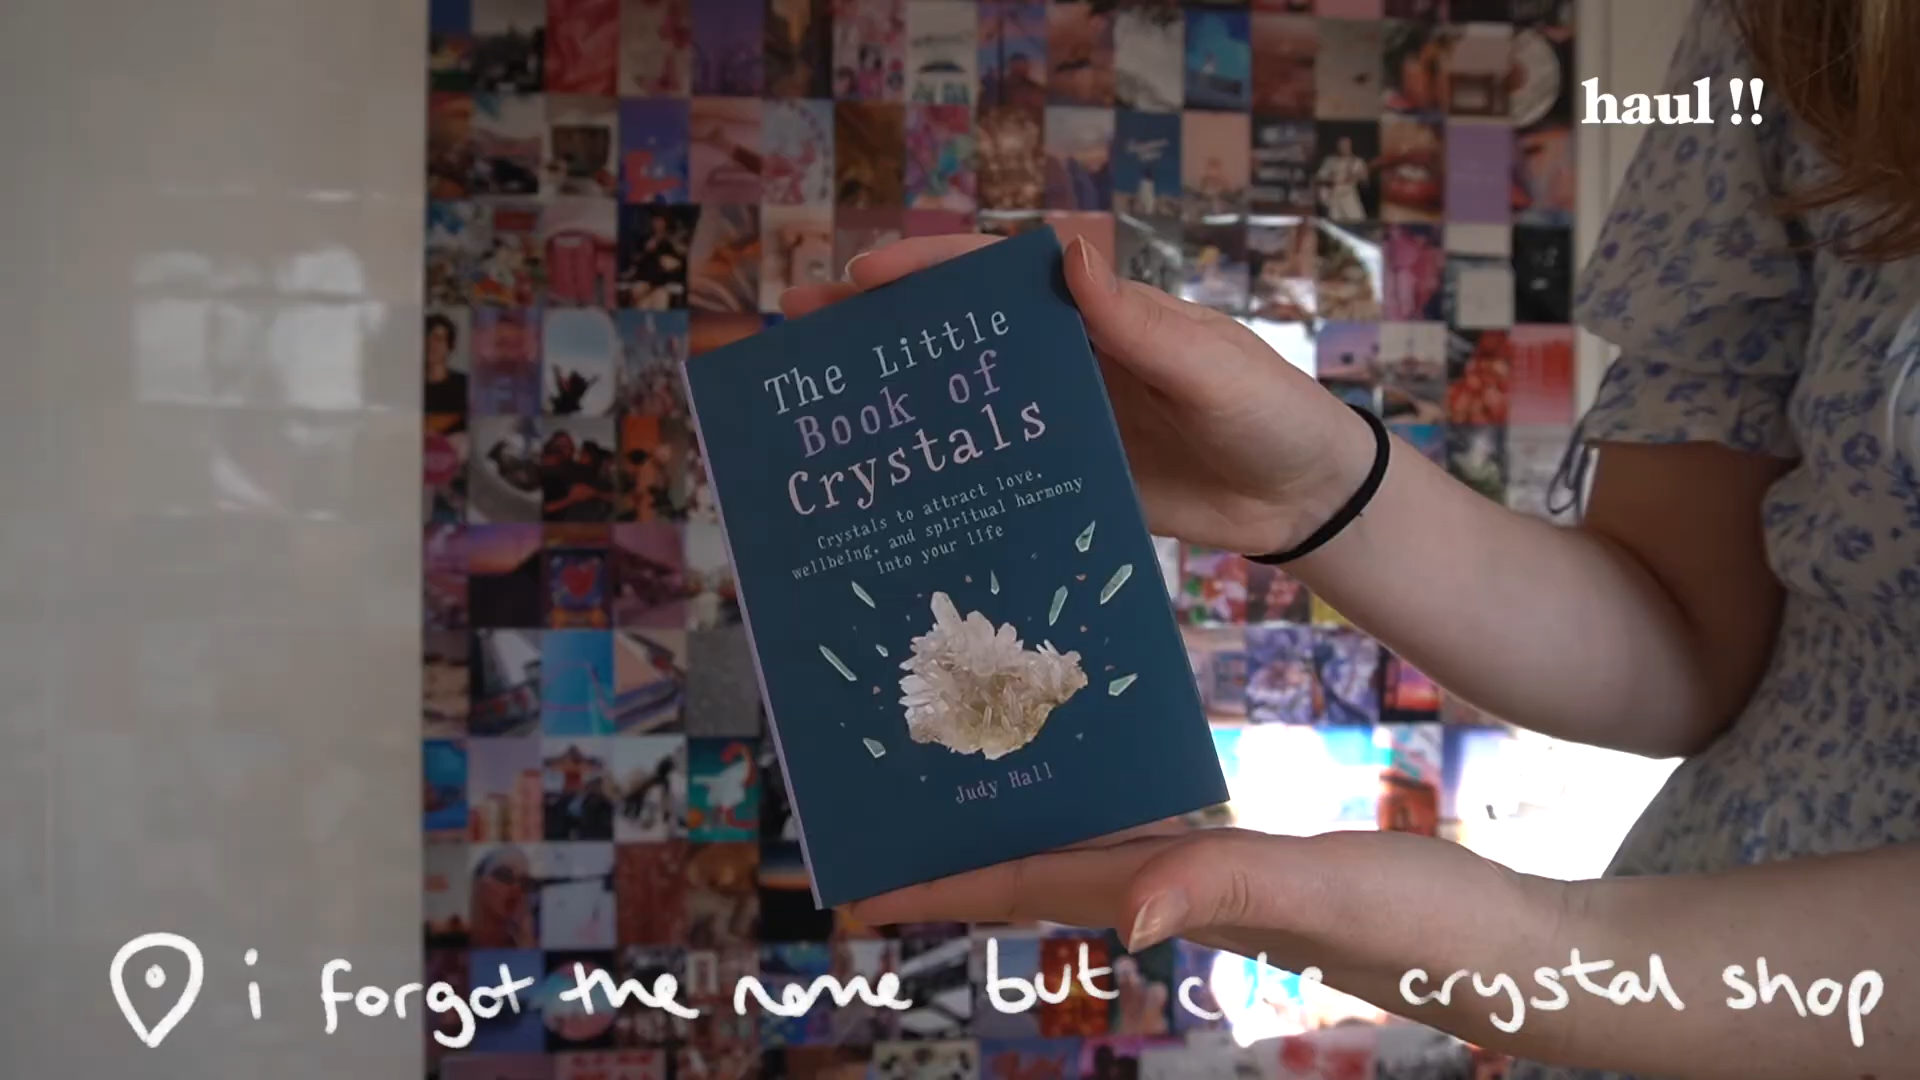 haul !!
The Little
Book of
Crystals
Crystals to attract love,
wellbeing, and spiritual harmony
into your life
Judy Hall
i forgot the name but cute crystal shop